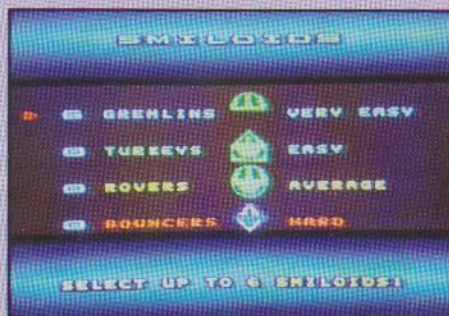 SMILOIDS
GREMLINS VERY EASY
TURKEYS EASY
ROVERS AVERAGE
BOUNCERS HARD
SELECT UP TO 6 SMILOIDS!